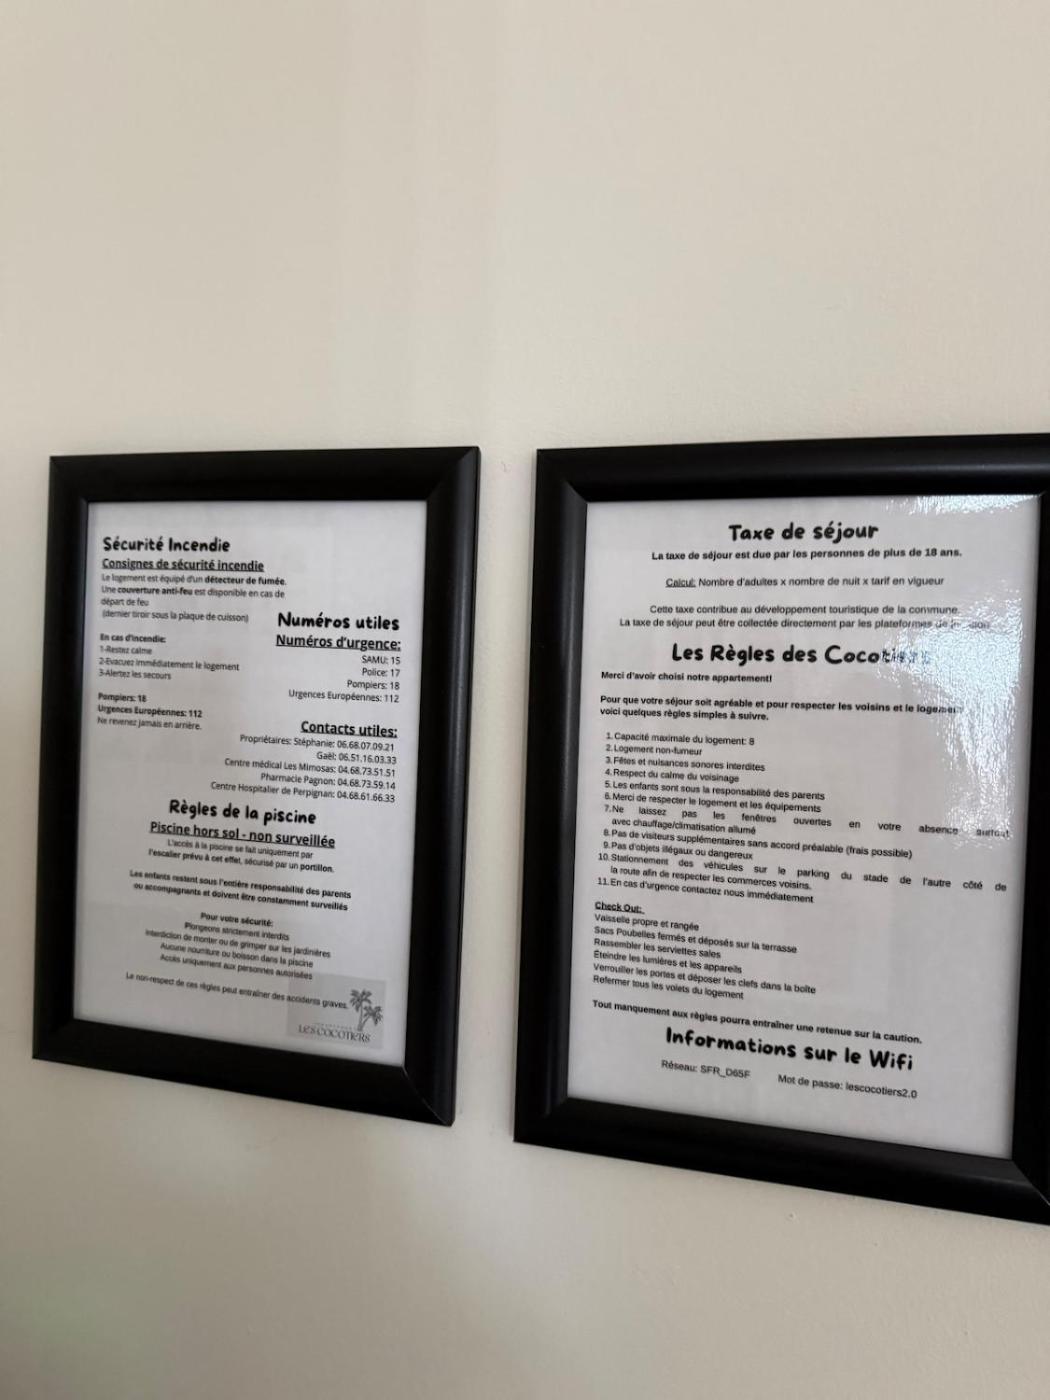 Sécurité Incendie
Consignes de sécurité incendie
Le logement est équipé d'un détecteur de fumée.
Une couverture anti-feu est disponible en cas de
départ de feu
(dernier tiroir sous la plaque de cuisson)
En cas d'incendie:
1-Restez calme
2-Evacuez immédiatement le logement
3-Alertez les secours
Pompiers: 18
Urgences Européennes: 112
Ne revenez jamais en arrière.
Numéros utiles
Numéros d'urgence:
SAMU: 15
Police: 17
Pompiers: 18
Urgences Européennes: 112
Contacts utiles:
Propriétaires: Stéphanie: 06.68.07.09.21
Gaël: 06.51.16.03.33
Centre médical Les Mimosas: 04.68.73.51.51
Pharmacie Pagnon: 04.68.73.59.14
Centre Hospitalier de Perpignan: 04.68.61.66.33
Règles de la piscine
Piscine hors sol - non surveillée
L'accès à la piscine se fait uniquement par
l'escalier prévu à cet effet, sécurisé par un portillon.
Les enfants restent sous l'entière responsabilité des parents
ou accompagnants et doivent être constamment surveillés
Pour votre sécurité:
Plongeons strictement interdits
Interdiction de monter ou de grimper sur les jardinières
Aucune nourriture ou boisson dans la piscine
Accès uniquement aux personnes autorisées
Le non-respect de ces règles peut entraîner des accidents graves.
LES COCOTIERS
Taxe de séjour
La taxe de séjour est due par les personnes de plus de 18 ans.
Calcul: Nombre d'adultes x nombre de nuit x tarif en vigueur
Cette taxe contribue au développement touristique de la commune.
La taxe de séjour peut être collectée directement par les plateformes de
Les Règles des Cocotiers
Merci d'avoir choisi notre appartement!
Pour que votre séjour soit agréable et pour respecter les voisins et le logement
voici quelques règles simples à suivre.
1. Capacité maximale du logement: 8
2. Logement non-fumeur
3. Fêtes et nuisances sonores interdites
4. Respect du calme du voisinage
5. Les enfants sont sous la responsabilité des parents
6. Merci de respecter le logement et les équipements
7. Ne laissez pas les fenêtres ouvertes en votre absence surtout
avec chauffage/climatisation allumé
8. Pas de visiteurs supplémentaires sans accord préalable (frais possible)
9. Pas d'objets illégaux ou dangereux
10. Stationnement des véhicules sur le parking du stade de l'autre côté de
la route afin de respecter les commerces voisins.
11. En cas d'urgence contactez nous immédiatement
Check Out:
Vaisselle propre et rangée
Sacs Poubelles fermés et déposés sur la terrasse
Rassembler les serviettes sales
Éteindre les lumières et les appareils
Verrouiller les portes et déposer les clefs dans la boîte
Refermer tous les volets du logement
Tout manquement aux règles pourra entraîner une retenue sur la caution.
Informations sur le Wifi
Réseau: SFR_D65F Mot de passe: lescocotiers2.0